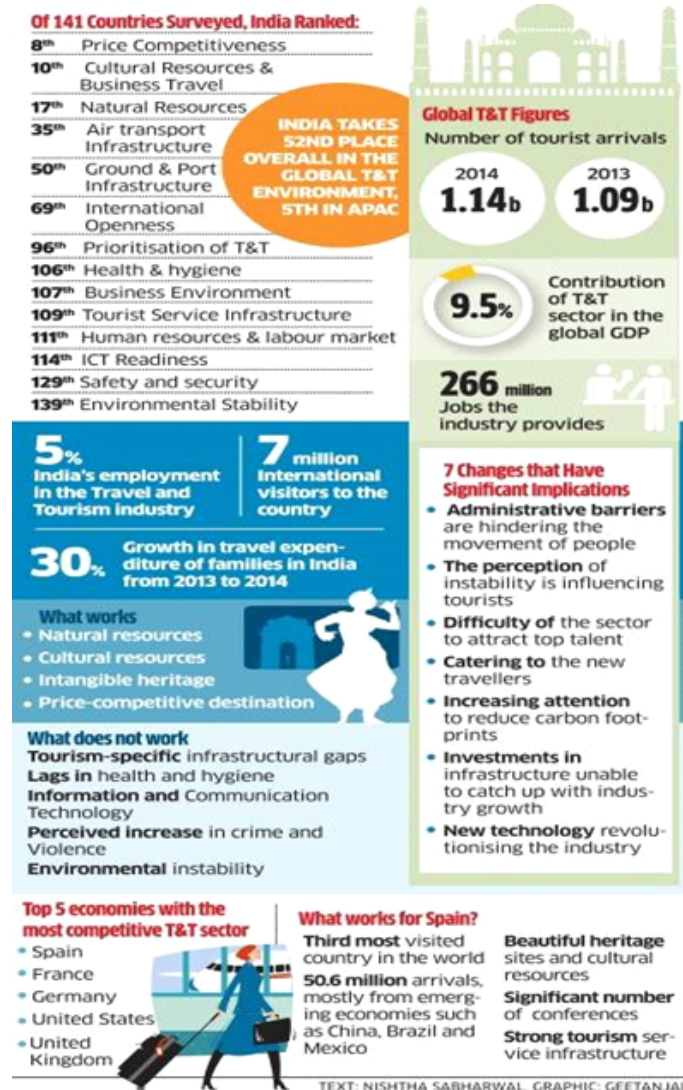 Of 141 Countries Surveyed, India Ranked:
8th Price Competitiveness
10th Cultural Resources &
Business Travel
17th Natural Resources
35th Air transport
Infrastructure
50th Ground & Port
Infrastructure
69th International
Openness
96th Prioritisation of T&T
106th Health & hygiene
107th Business Environment
109th Tourist Service Infrastructure
111th Human resources & labour market
114th ICT Readiness
129th Safety and security
139th Environmental Stability
INDIA TAKES
52ND PLACE
OVERALL IN THE
GLOBAL T&T
ENVIRONMENT,
5TH IN APAC
Global T&T Figures
Number of tourist arrivals
2014
1.14b
2013
1.09b
9.5%
Contribution
of T&T
sector in the
global GDP
266 million
Jobs the
industry provides
5%
India's employment
in the Travel and
Tourism industry
7 million
International
visitors to the
country
30%
Growth in travel expen-
diture of families in India
from 2013 to 2014
What works
• Natural resources
• Cultural resources
• Intangible heritage
• Price-competitive destination
What does not work
Tourism-specific infrastructural gaps
Lags in health and hygiene
Information and Communication
Technology
Perceived increase in crime and
Violence
Environmental instability
7 Changes that Have
Significant Implications
• Administrative barriers
are hindering the
movement of people
• The perception of
instability is influencing
tourists
• Difficulty of the sector
to attract top talent
• Catering to the new
travellers
• Increasing attention
to reduce carbon foot-
prints
• Investments in
infrastructure unable
to catch up with indus-
try growth
• New technology revolu-
tionising the industry
Top 5 economies with the
most competitive T&T sector
• Spain
• France
• Germany
• United States
• United
Kingdom
What works for Spain?
Third most visited
country in the world
50.6 million arrivals,
mostly from emerg-
ing economies such
as China, Brazil and
Mexico
Beautiful heritage
sites and cultural
resources
Significant number
of conferences
Strong tourism ser-
vice infrastructure
TEXT: NISHTHA SABHARWAL, GRAPHIC: GEETANJAL